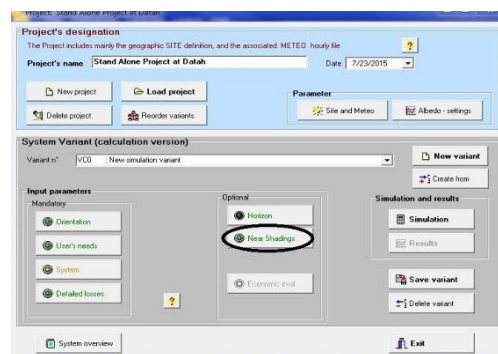 Project: Stand Alone Project at Datah
Project's designation
The Project includes mainly the geographic SITE definition, and the associated METEO hourly file
?
Project's name Stand Alone Project at Datah Date 7/23/2015
New project Load project
Delete project Reorder variants
Parameter
Site and Meteo Albedo - settings
System Variant (calculation version)
Variant n° VC0 : New simulation variant
New variant
Create from
Input parameters
Mandatory
Orientation
User's needs
System
Detailed losses
?
Optional
Horizon
Near Shadings
Economic eval.
Simulation and results
Simulation
Results
Save variant
Delete variant
System overview
Exit